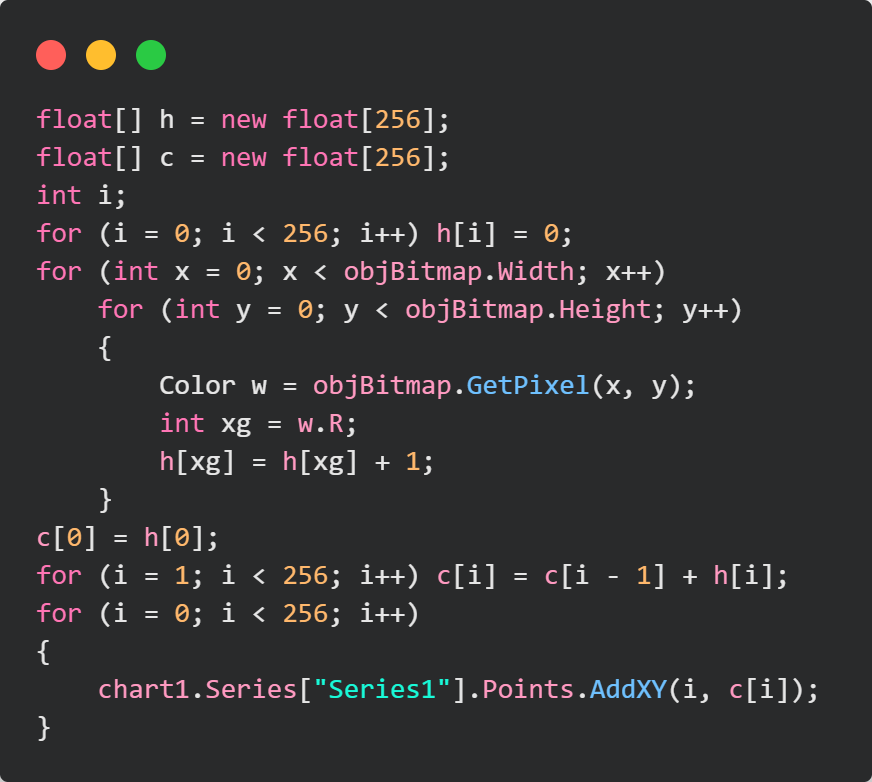 float[] h = new float[256];
float[] c = new float[256];
int i;
for (i = 0; i < 256; i++) h[i] = 0;
for (int x = 0; x < objBitmap.Width; x++)
    for (int y = 0; y < objBitmap.Height; y++)
    {
        Color w = objBitmap.GetPixel(x, y);
        int xg = w.R;
        h[xg] = h[xg] + 1;
    }
c[0] = h[0];
for (i = 1; i < 256; i++) c[i] = c[i - 1] + h[i];
for (i = 0; i < 256; i++)
{
    chart1.Series["Series1"].Points.AddXY(i, c[i]);
}